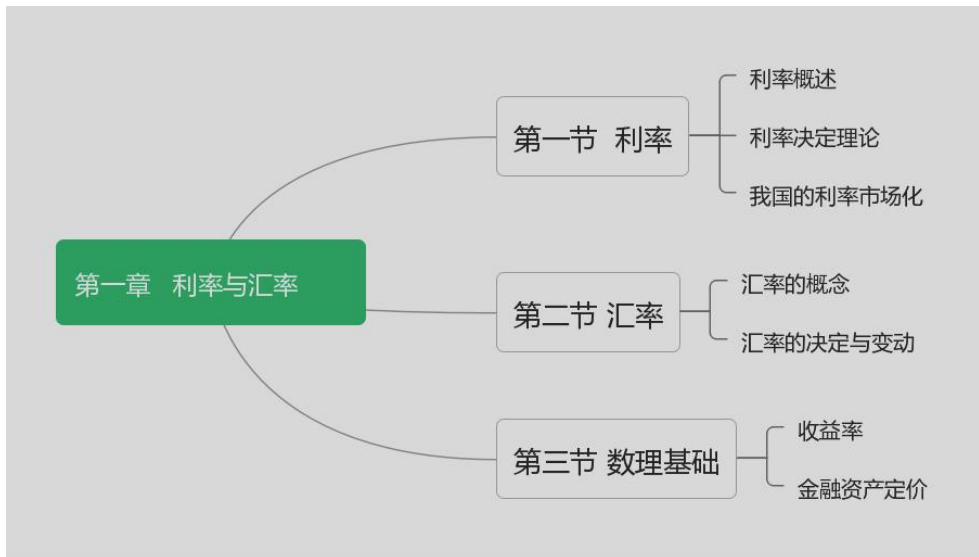 第一章 利率与汇率
第一节 利率
利率概述
利率决定理论
我国的利率市场化
第二节 汇率
汇率的概念
汇率的决定与变动
第三节 数理基础
收益率
金融资产定价